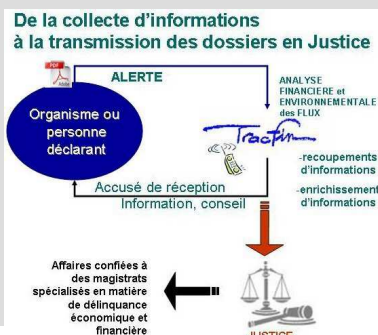 De la collecte d'informations
à la transmission des dossiers en Justice
PDF
Adobe
ALERTE
Organisme ou
personne
déclarant
ANALYSE
FINANCIERE et
ENVIRONNEMENTALE
des FLUX
Tracfin
-recoupements
d'informations
-enrichissement
d'informations
Accusé de réception
Information, conseil
Affaires confiées à
des magistrats
spécialisés en matière
de délinquance
économique et
financière
JUSTICE